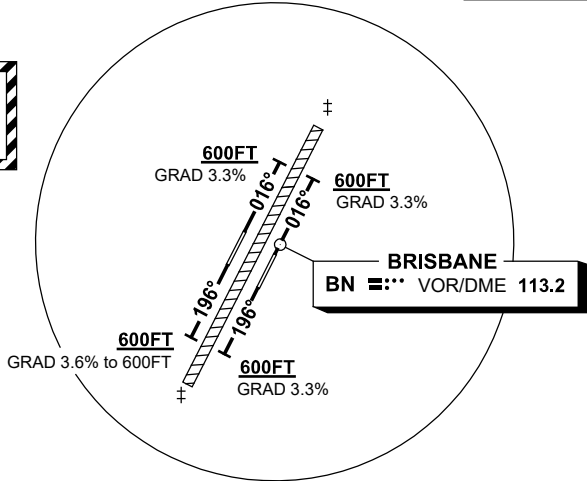 ‡
600FT
GRAD 3.3%
016°
016°
600FT
GRAD 3.3%
BRISBANE
BN VOR/DME 113.2
196°
196°
600FT
GRAD 3.6% to 600FT
600FT
GRAD 3.3%
‡